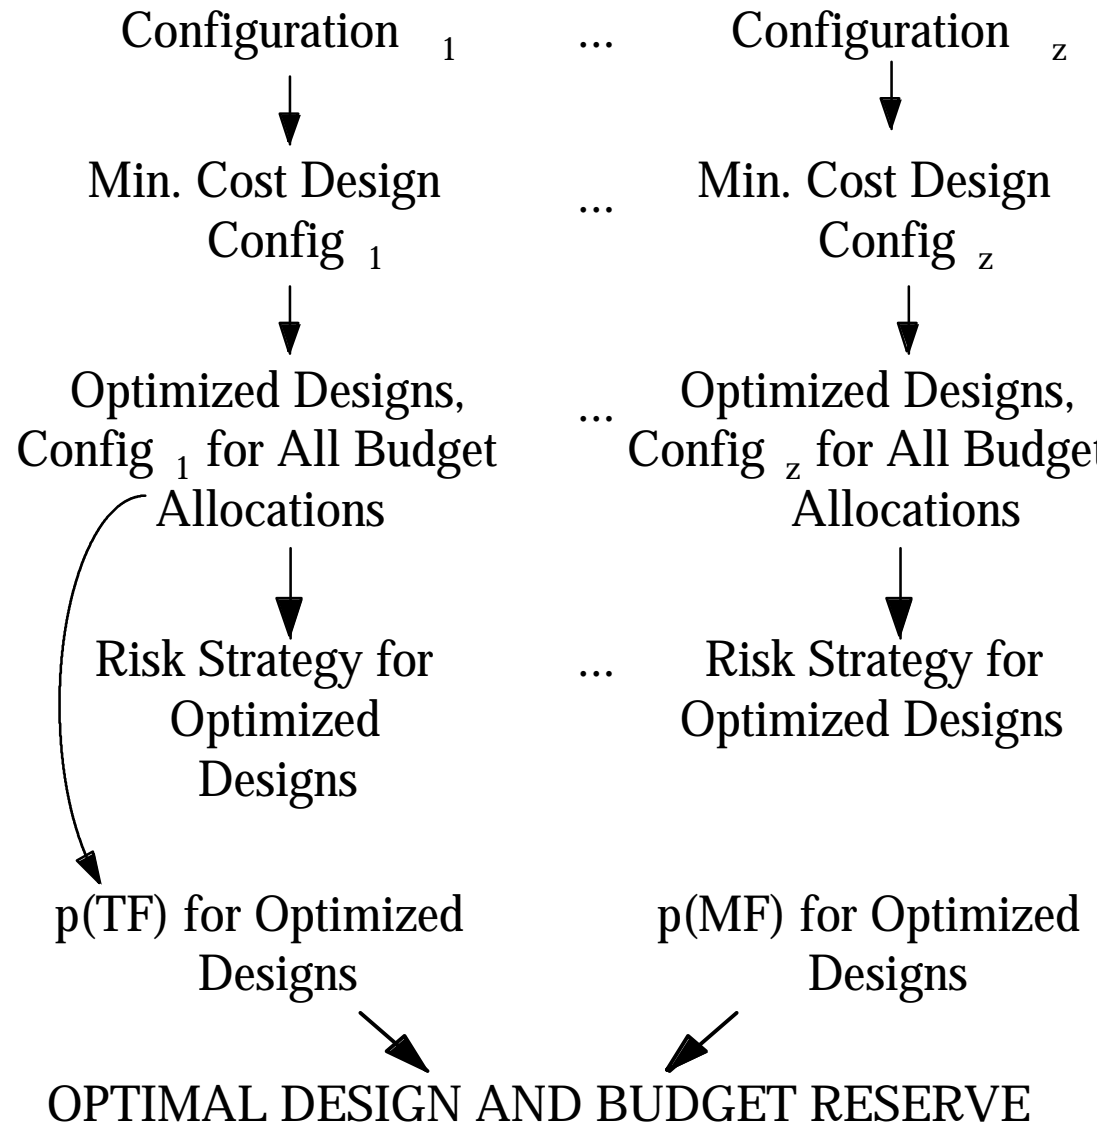 Configuration 1 ... Configuration z
Min. Cost Design ... Min. Cost Design
Config 1 Config z
Optimized Designs, ... Optimized Designs,
Config 1 for All Budget Config z for All Budget
Allocations Allocations
Risk Strategy for ... Risk Strategy for
Optimized Optimized Designs
Designs
p(TF) for Optimized p(MF) for Optimized
Designs Designs
OPTIMAL DESIGN AND BUDGET RESERVE